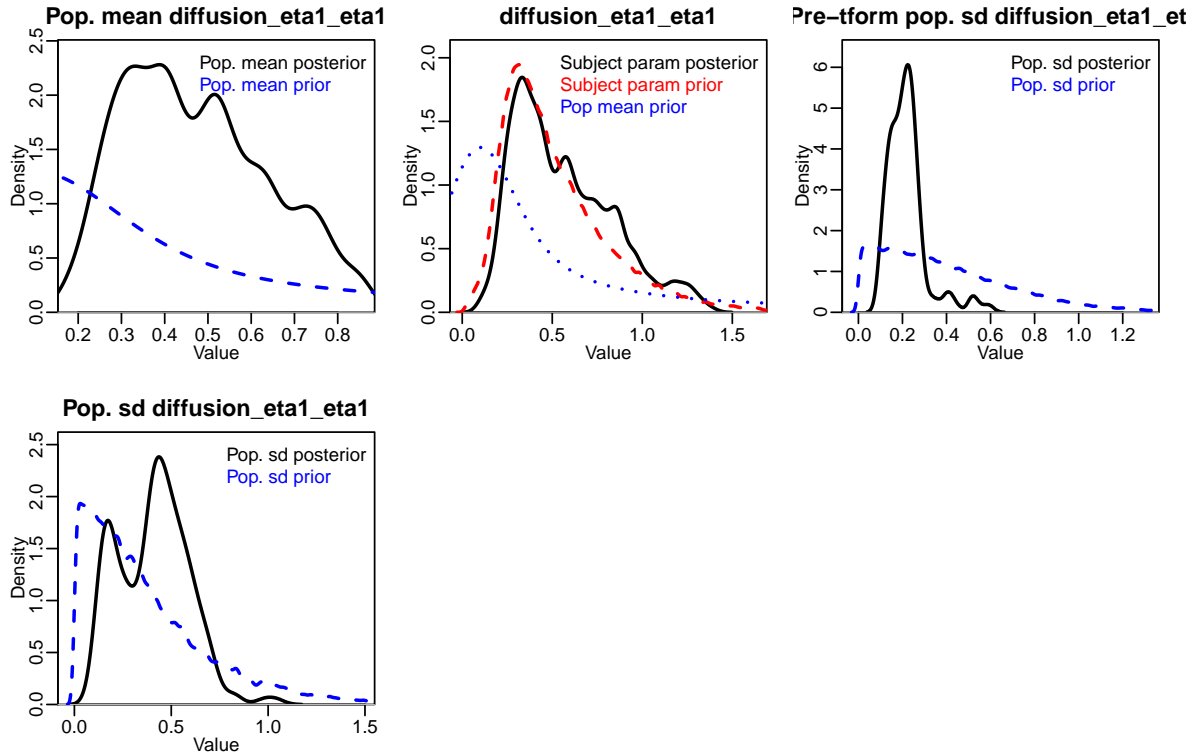 Pop. mean diffusion_eta1_eta1
Density
0.0 0.5 1.0 1.5 2.0 2.5
Pop. mean posterior
Pop. mean prior
0.2 0.3 0.4 0.5 0.6 0.7 0.8
Value
diffusion_eta1_eta1
Density
0.0 0.5 1.0 1.5 2.0
Subject param posterior
Subject param prior
Pop mean prior
0.0 0.5 1.0 1.5
Value
Pre−tform pop. sd diffusion_eta1_et
Density
0 1 2 3 4 5 6
Pop. sd posterior
Pop. sd prior
0.0 0.2 0.4 0.6 0.8 1.0 1.2
Value
Pop. sd diffusion_eta1_eta1
Density
0.0 0.5 1.0 1.5 2.0 2.5
Pop. sd posterior
Pop. sd prior
0.0 0.5 1.0 1.5
Value